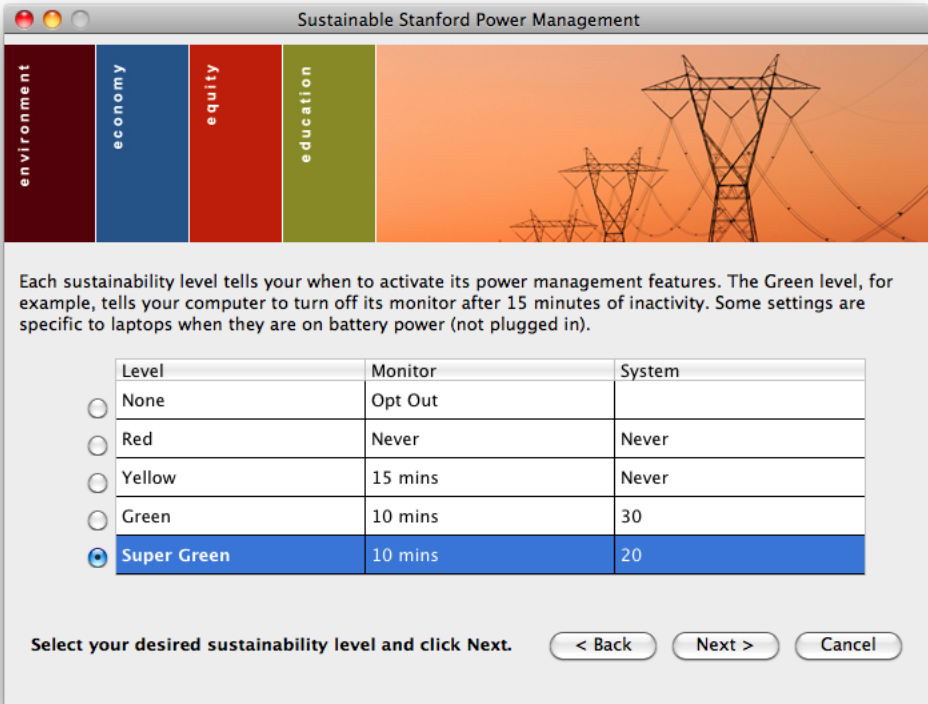 Sustainable Stanford Power Management
environment
economy
equity
education
Each sustainability level tells your when to activate its power management features. The Green level, for
example, tells your computer to turn off its monitor after 15 minutes of inactivity. Some settings are
specific to laptops when they are on battery power (not plugged in).
Level Monitor System
None Opt Out
Red Never Never
Yellow 15 mins Never
Green 10 mins 30
Super Green 10 mins 20
Select your desired sustainability level and click Next. < Back Next > Cancel